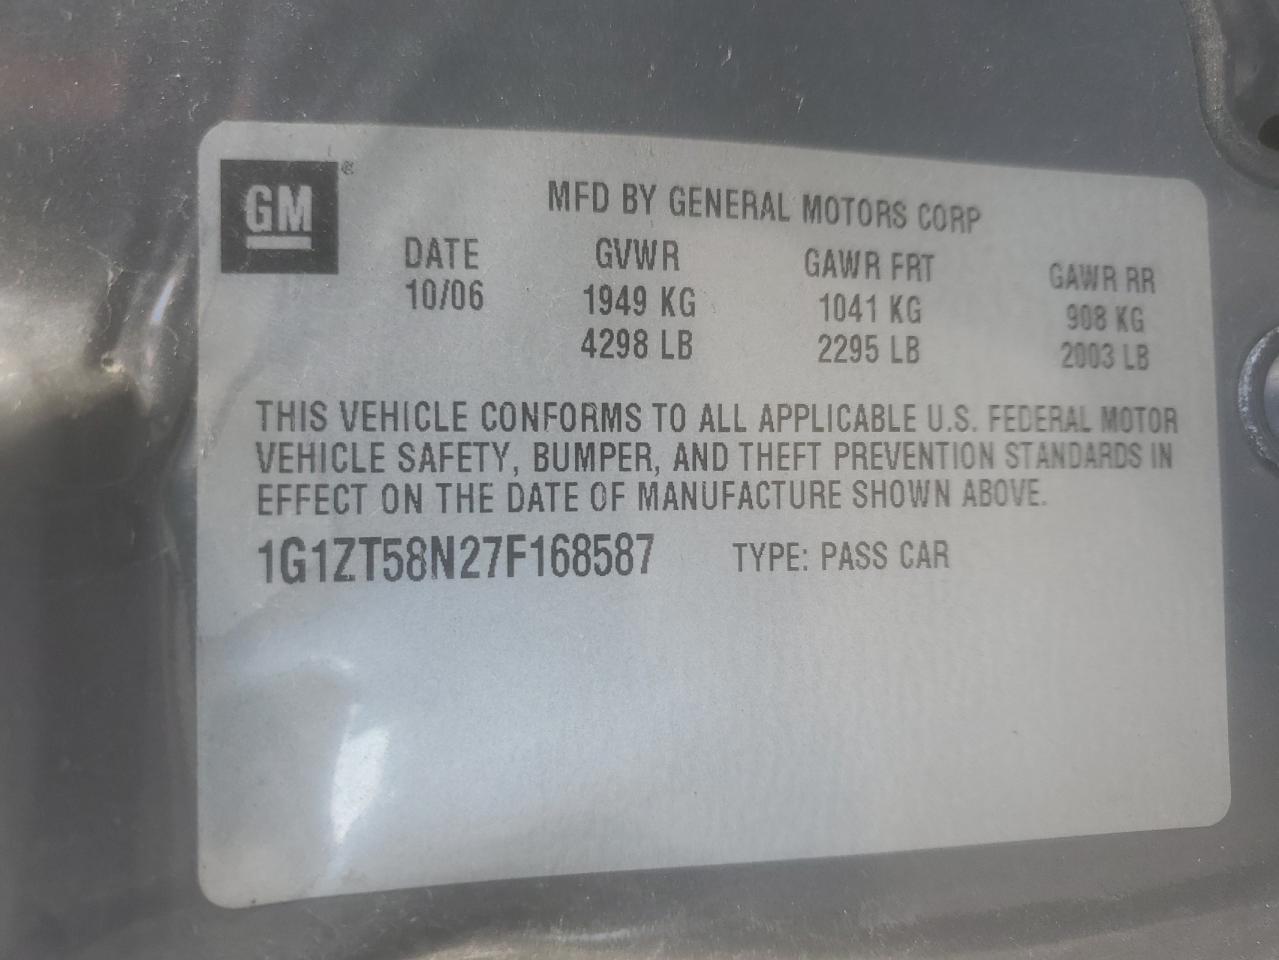 GM®
MFD BY GENERAL MOTORS CORP
DATE GVWR GAWR FRT GAWR RR
10/06 1949 KG 1041 KG 908 KG
4298 LB 2295 LB 2003 LB
THIS VEHICLE CONFORMS TO ALL APPLICABLE U.S. FEDERAL MOTOR
VEHICLE SAFETY, BUMPER, AND THEFT PREVENTION STANDARDS IN
EFFECT ON THE DATE OF MANUFACTURE SHOWN ABOVE.
1G1ZT58N27F168587 TYPE: PASS CAR